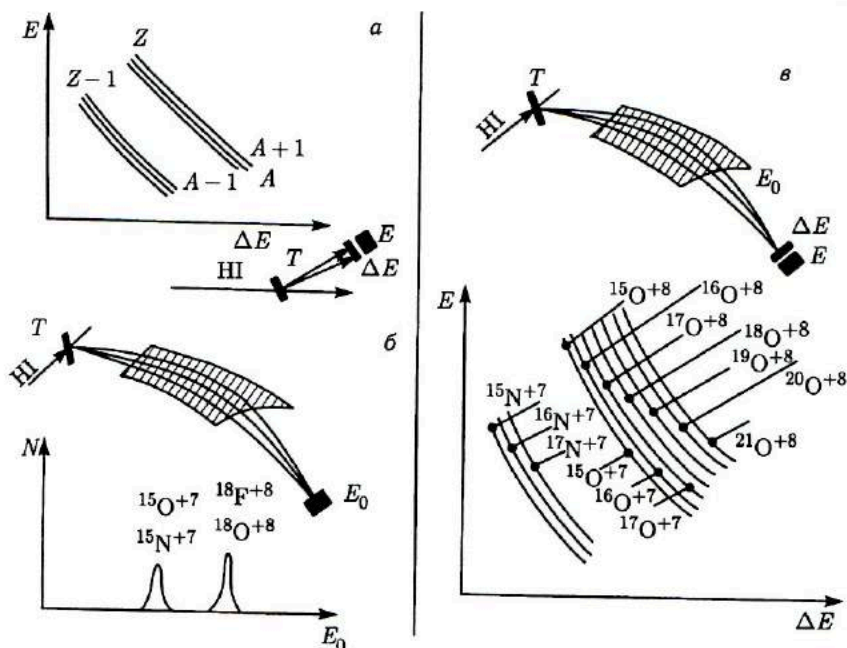 E
Z
a
Z − 1
A + 1
A − 1
A
ΔE
E
T
HI
ΔE
T
б
HI
E₀
N
¹⁵O⁺⁷ ¹⁸F⁺⁸
¹⁵N⁺⁷ ¹⁸O⁺⁸
E₀
в
T
HI
E₀
ΔE
E
E
¹⁵O⁺⁸ ¹⁶O⁺⁸
¹⁷O⁺⁸
¹⁸O⁺⁸
¹⁹O⁺⁸
²⁰O⁺⁸
¹⁵N⁺⁷
¹⁶N⁺⁷
¹⁷N⁺⁷
²¹O⁺⁸
¹⁵O⁺⁷
¹⁶O⁺⁷
¹⁷O⁺⁷
ΔE